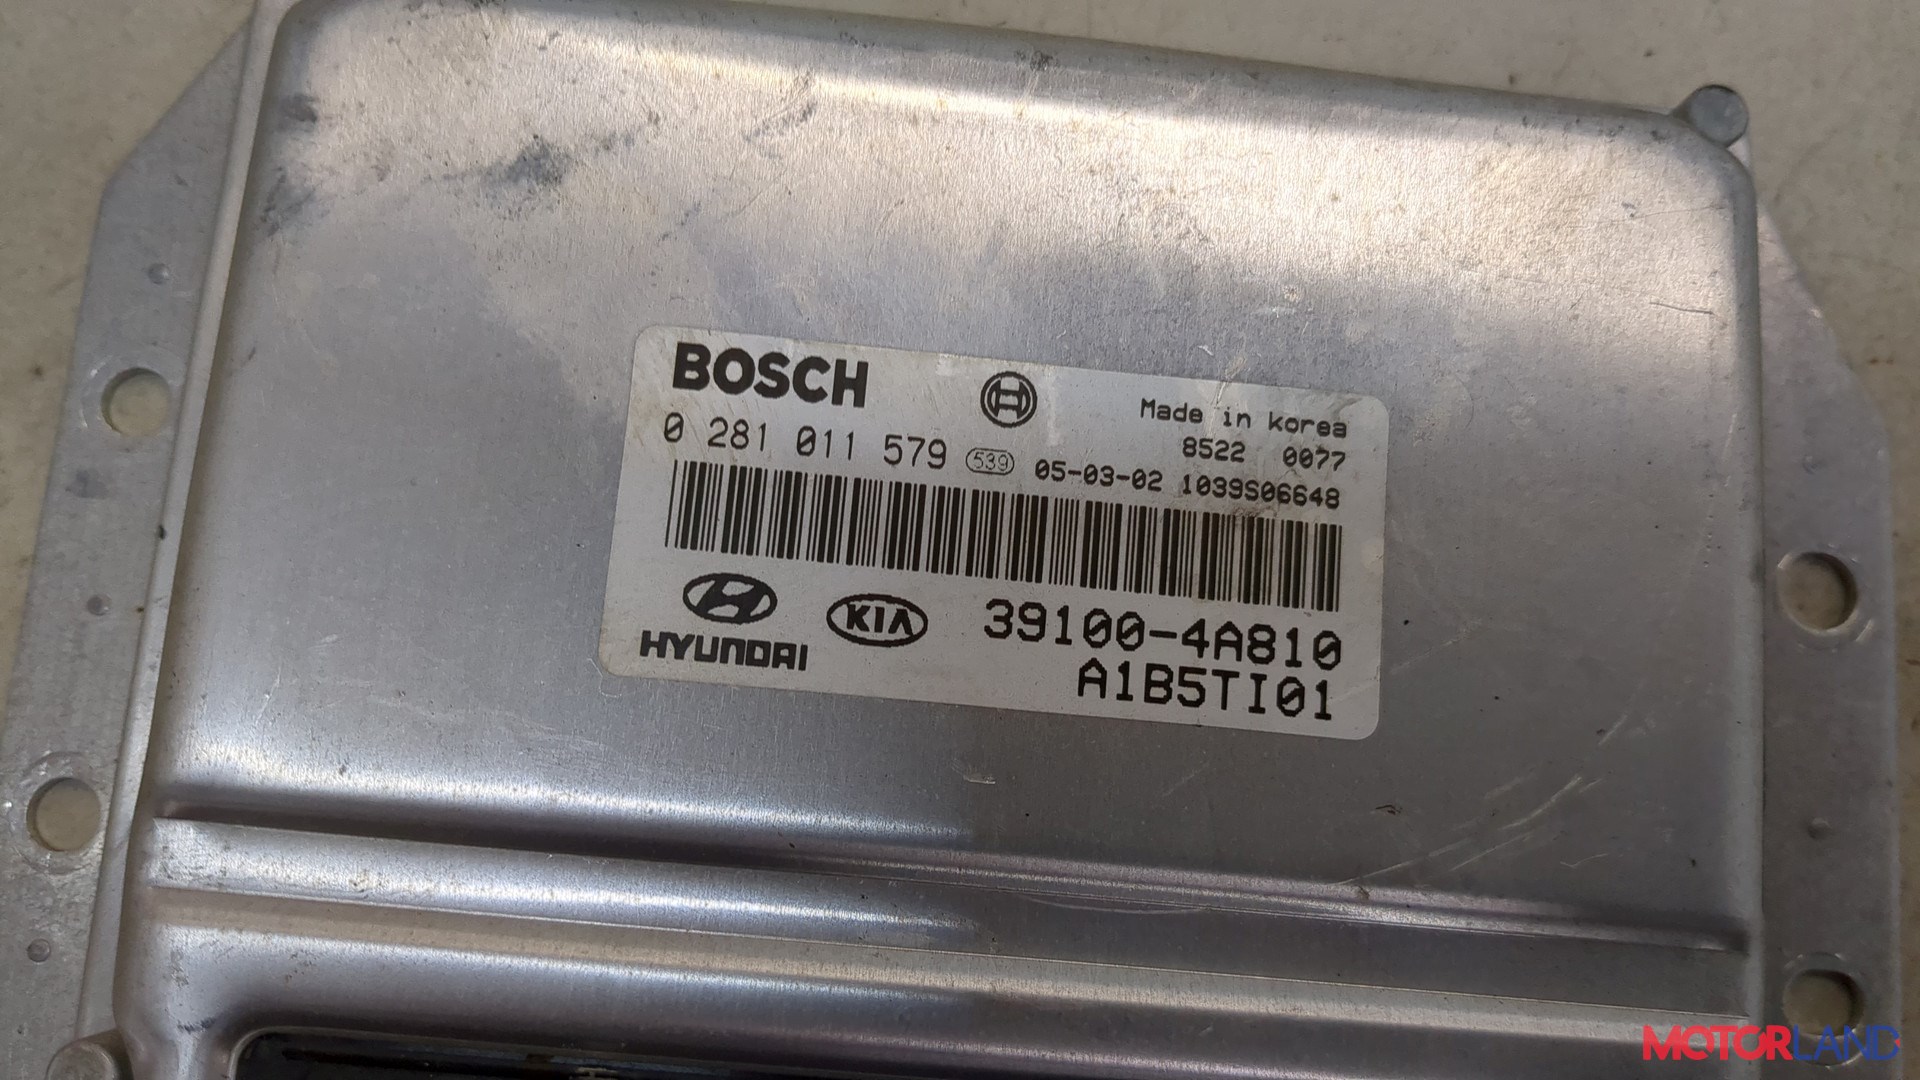 BOSCH
Made in korea
8522 0077
0 281 011 579 539 05-03-02 1039S06648
HYUNDAI KIA 39100-4A810
A1B5TI01
MOTORLAND